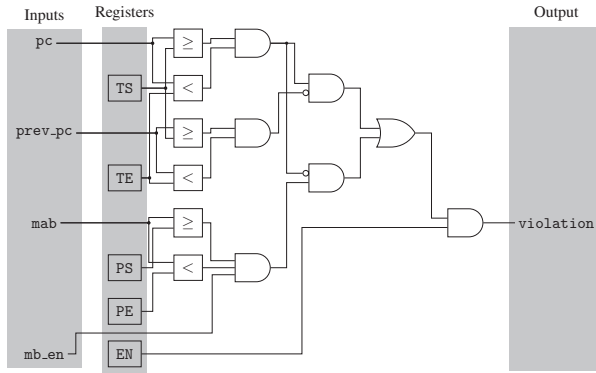 Inputs Registers Output
pc
≥
TS
<
prev_pc
≥
TE
<
mab
≥
violation
PS
<
PE
mb_en
EN